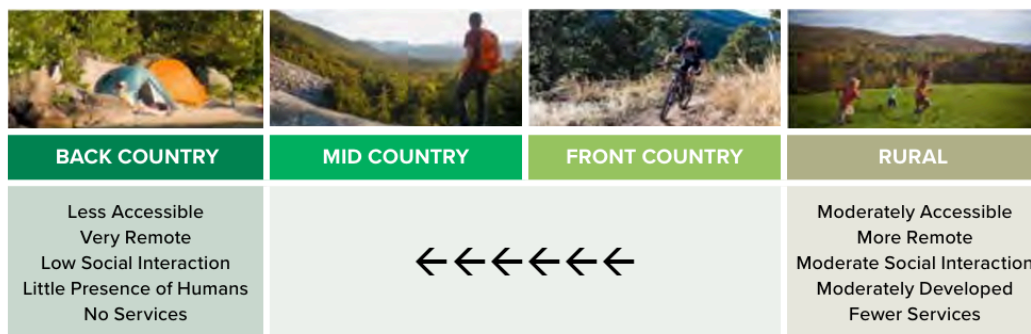 BACK COUNTRY
MID COUNTRY
FRONT COUNTRY
RURAL
Less Accessible
Very Remote
Low Social Interaction
Little Presence of Humans
No Services
←←←←←←
Moderately Accessible
More Remote
Moderate Social Interaction
Moderately Developed
Fewer Services